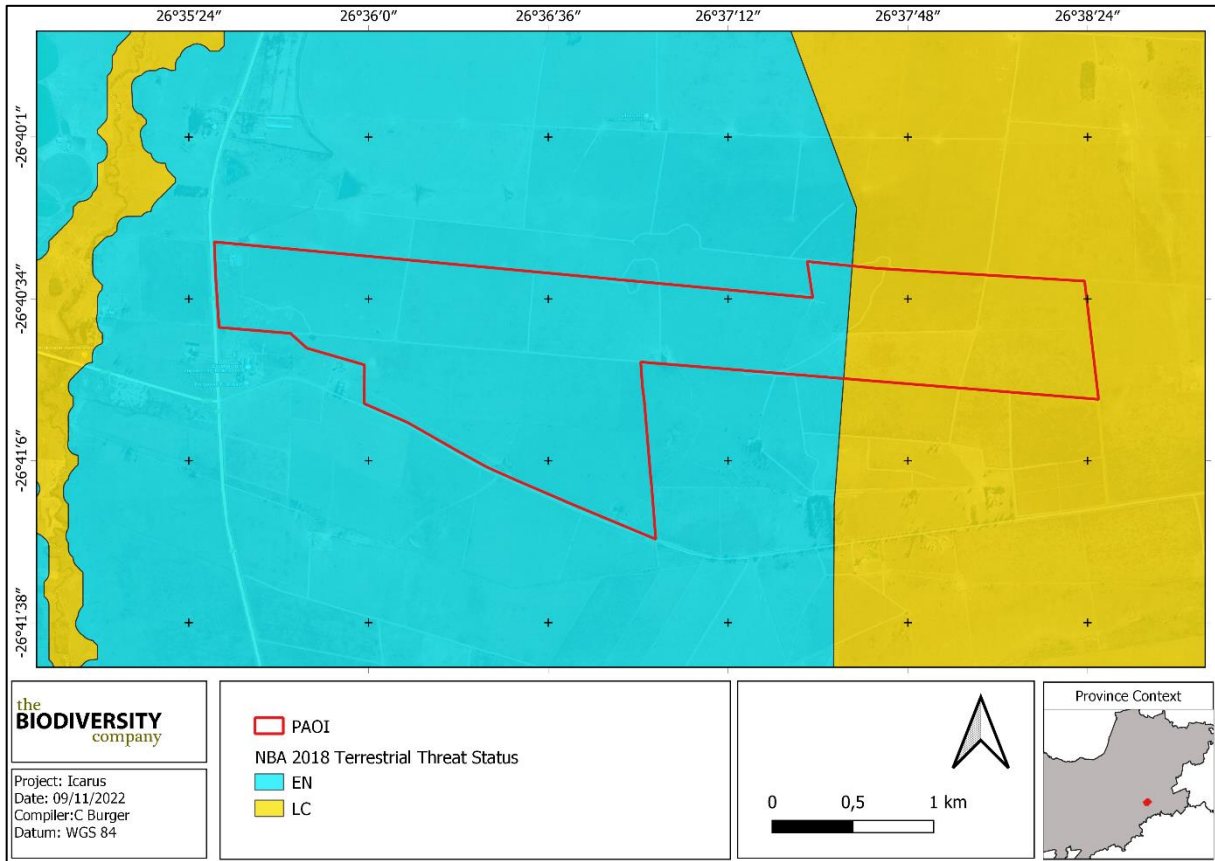 26°35′24″ 26°36′0″ 26°36′36″ 26°37′12″ 26°37′48″ 26°38′24″
-26°40′1″
-26°40′34″
-26°41′6″
-26°41′38″
the
BIODIVERSITY
company
Project: Icarus
Date: 09/11/2022
Compiler:C Burger
Datum: WGS 84
PAOI
NBA 2018 Terrestrial Threat Status
EN
LC
0 0,5 1 km
Province Context